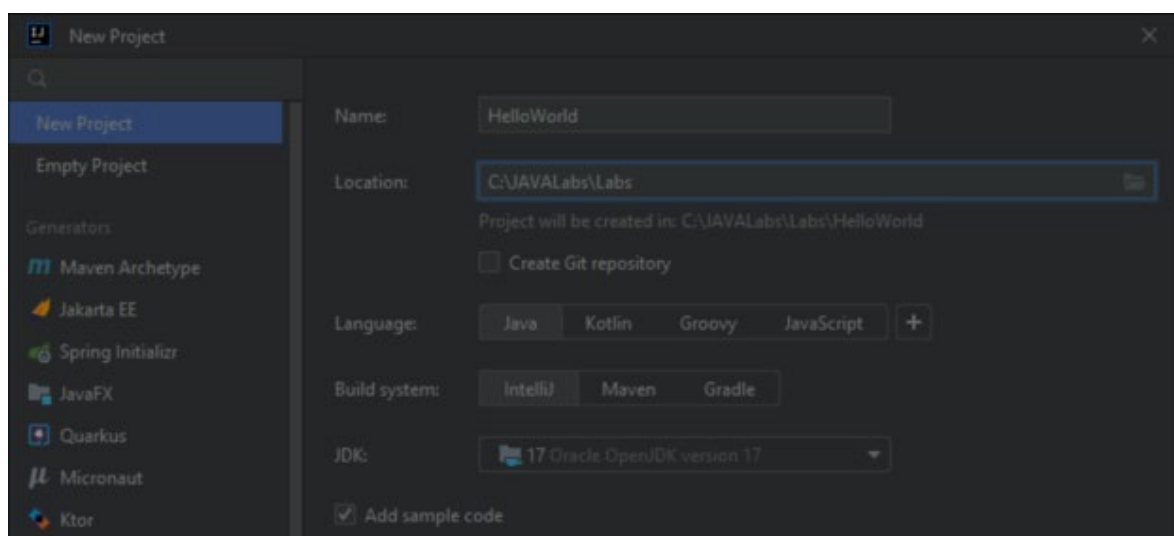 New Project
New Project
Empty Project
Generators
Maven Archetype
Jakarta EE
Spring Initializr
JavaFX
Quarkus
Micronaut
Ktor
Name: HelloWorld
Location: C:\JAVALabs\Labs
Project will be created in: C:\JAVALabs\Labs\HelloWorld
Create Git repository
Language: Java Kotlin Groovy JavaScript +
Build system: IntelliJ Maven Gradle
JDK: 17 Oracle OpenJDK version 17
Add sample code